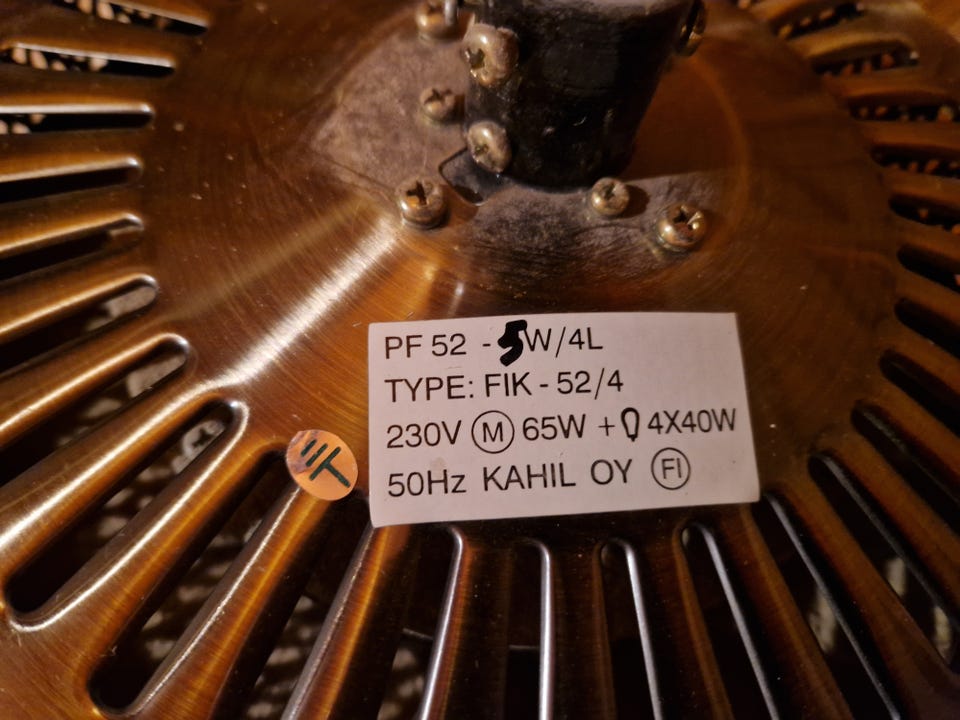 PF 52 - 5W/4L
TYPE: FIK - 52/4
230V M 65W + 4X40W
50Hz KAHIL OY FI